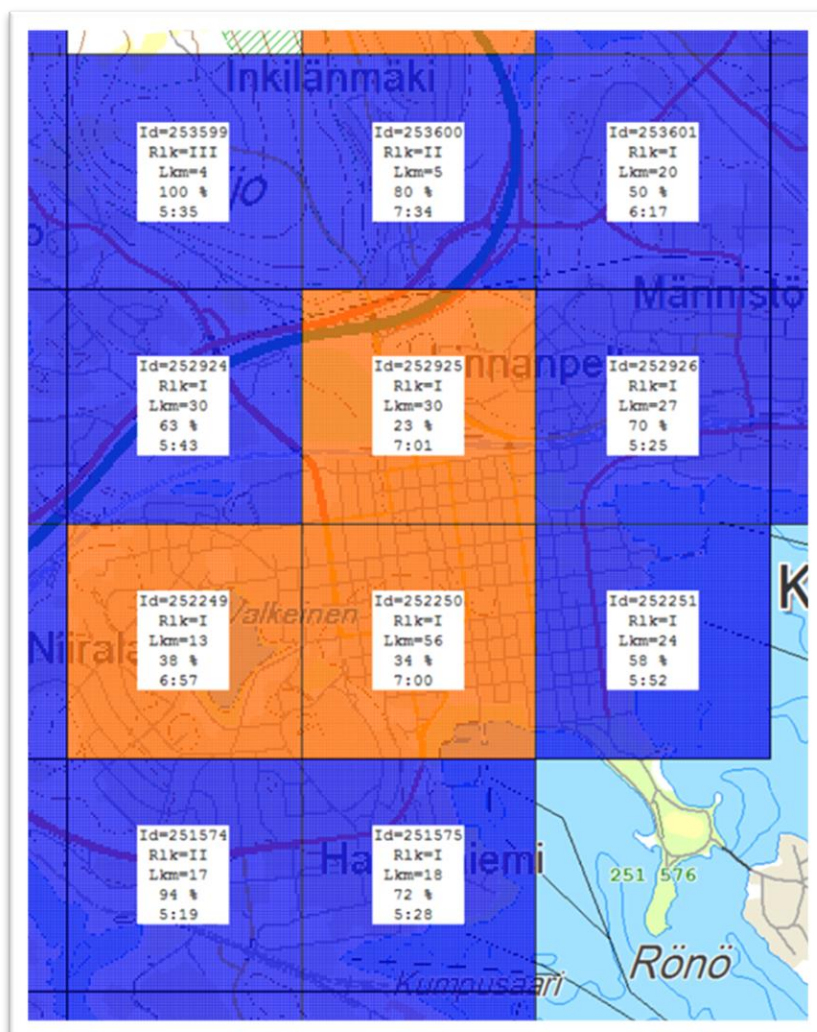 Inkilänmäki
Id=253599
Rlk=III
Lkm=4
100 %
5:35
Id=253600
Rlk=II
Lkm=5
80 %
7:34
Id=253601
Rlk=I
Lkm=20
50 %
6:17
Männistö
Id=252924
Rlk=I
Lkm=30
63 %
5:43
Id=252925
Rlk=I
Lkm=30
23 %
7:01
Id=252926
Rlk=I
Lkm=27
70 %
5:25
Id=252249
Rlk=I
Lkm=13
38 %
6:57
Id=252250
Rlk=I
Lkm=56
34 %
7:00
Id=252251
Rlk=I
Lkm=24
58 %
5:52
K
Id=251574
Rlk=II
Lkm=17
94 %
5:19
Id=251575
Rlk=I
Lkm=18
72 %
5:28
251 576
Rönö
Kumpusaari